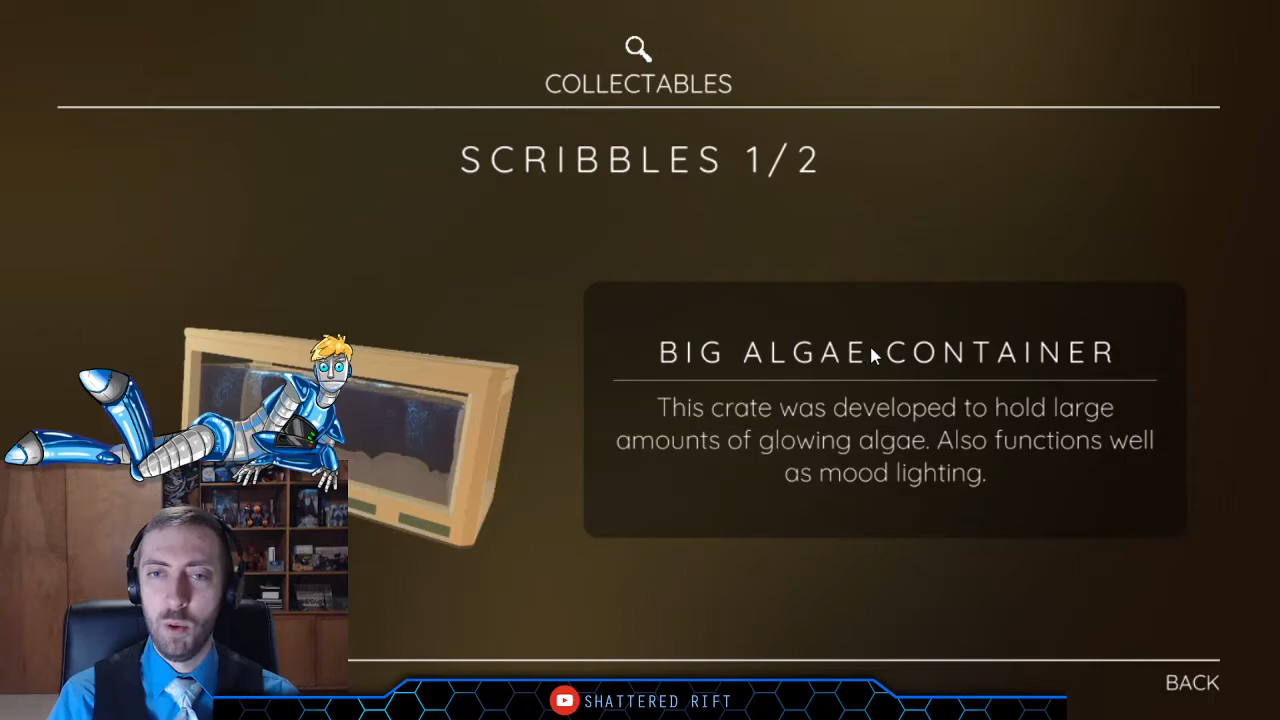 COLLECTABLES
SCRIBBLES 1/2
BIG ALGAE CONTAINER
This crate was developed to hold large
amounts of glowing algae. Also functions well
as mood lighting.
BACK
SHATTERED RIFT